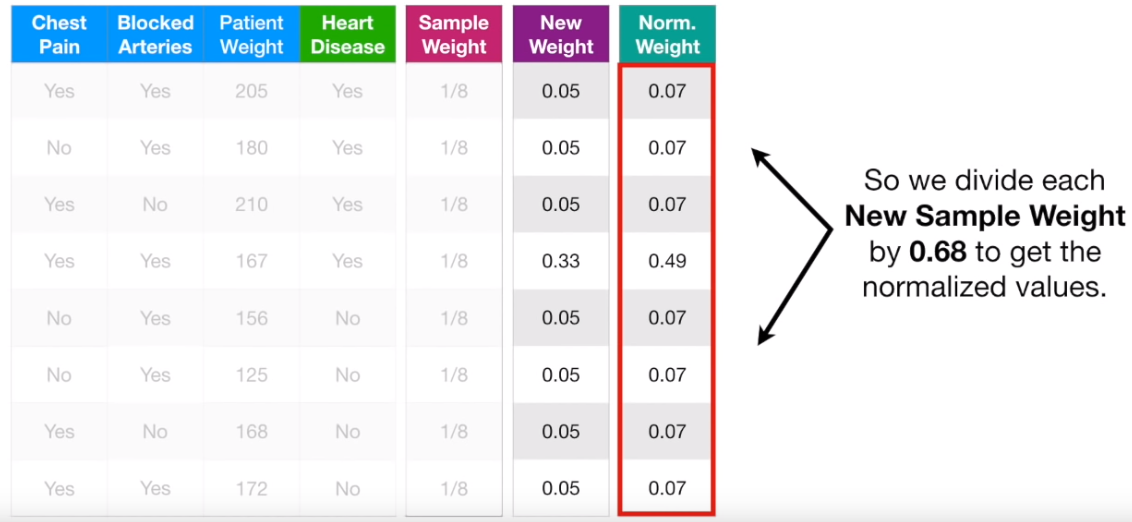 Chest Pain Blocked Arteries Patient Weight Heart Disease Sample Weight New Weight Norm. Weight
Yes Yes 205 Yes 1/8 0.05 0.07
No Yes 180 Yes 1/8 0.05 0.07
Yes No 210 Yes 1/8 0.05 0.07
Yes Yes 167 Yes 1/8 0.33 0.49
No Yes 156 No 1/8 0.05 0.07
No Yes 125 No 1/8 0.05 0.07
Yes No 168 No 1/8 0.05 0.07
Yes Yes 172 No 1/8 0.05 0.07
So we divide each
New Sample Weight
by 0.68 to get the
normalized values.